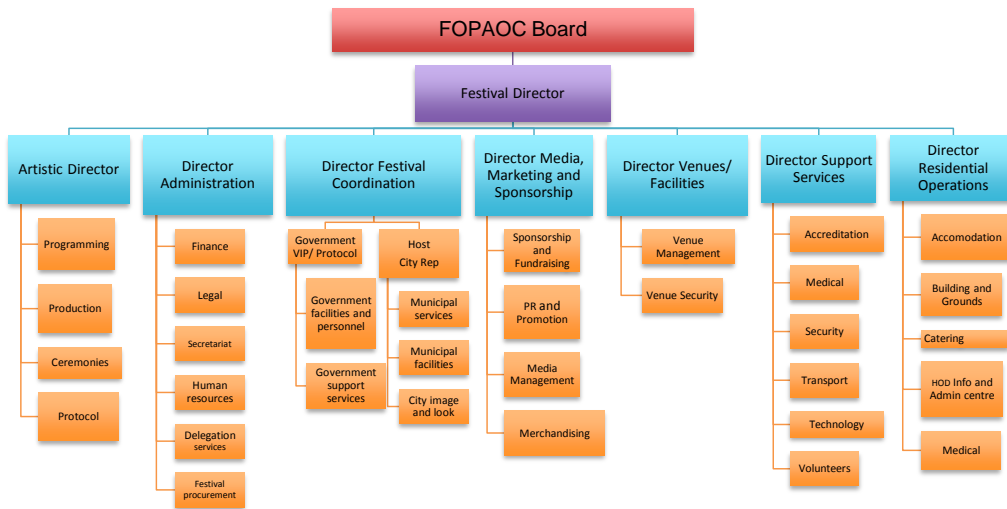 FOPAOC Board
Festival Director
Artistic Director
Programming
Production
Ceremonies
Protocol
Director
Administration
Finance
Legal
Secretariat
Human
resources
Delegation
services
Festival
procurement
Director Festival
Coordination
Government
VIP/ Protocol
Government
facilities and
personnel
Government
support
services
Host
City Rep
Municipal
services
Municipal
facilities
City image
and look
Director Media,
Marketing and
Sponsorship
Sponsorship
and
Fundraising
PR and
Promotion
Media
Management
Merchandising
Director Venues/
Facilities
Venue
Management
Venue Security
Director Support
Services
Accreditation
Medical
Security
Transport
Technology
Volunteers
Director
Residential
Operations
Accomodation
Building and
Grounds
Catering
HOD Info and
Admin centre
Medical